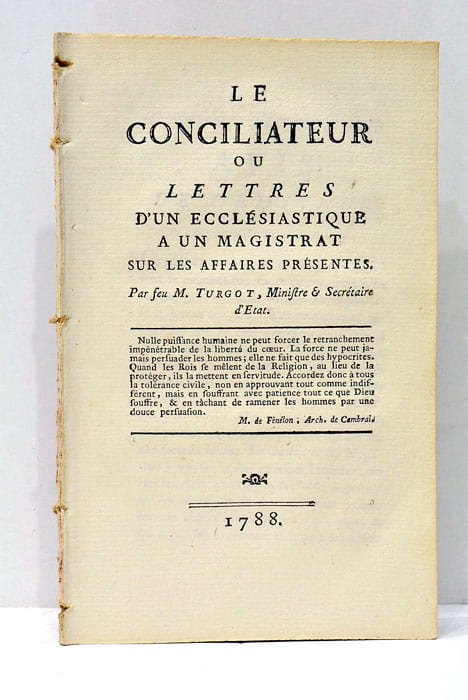 LE
CONCILIATEUR
OU
LETTRES
D'UN ECCLÉSIASTIQUE
A UN MAGISTRAT
SUR LES AFFAIRES PRÉSENTES.
Par feu M. TURGOT, Miniſtre & Secrétaire
d'Etat.
Nulle puiſſance humaine ne peut forcer le retranchement
impénétrable de la liberté du cœur. La force ne peut ja-
mais perſuader les hommes; elle ne fait que des hypocrites.
Quand les Rois ſe mêlent de la Religion, au lieu de la
protéger, ils la mettent en ſervitude. Accordez donc à tous
la tolérance civile, non en approuvant tout comme indif-
férent, mais en ſouffrant avec patience tout ce que Dieu
ſouffre, & en tâchant de ramener les hommes par une
douce perſuaſion.
M. de Fénélon, Arch. de Cambrai.
1788.